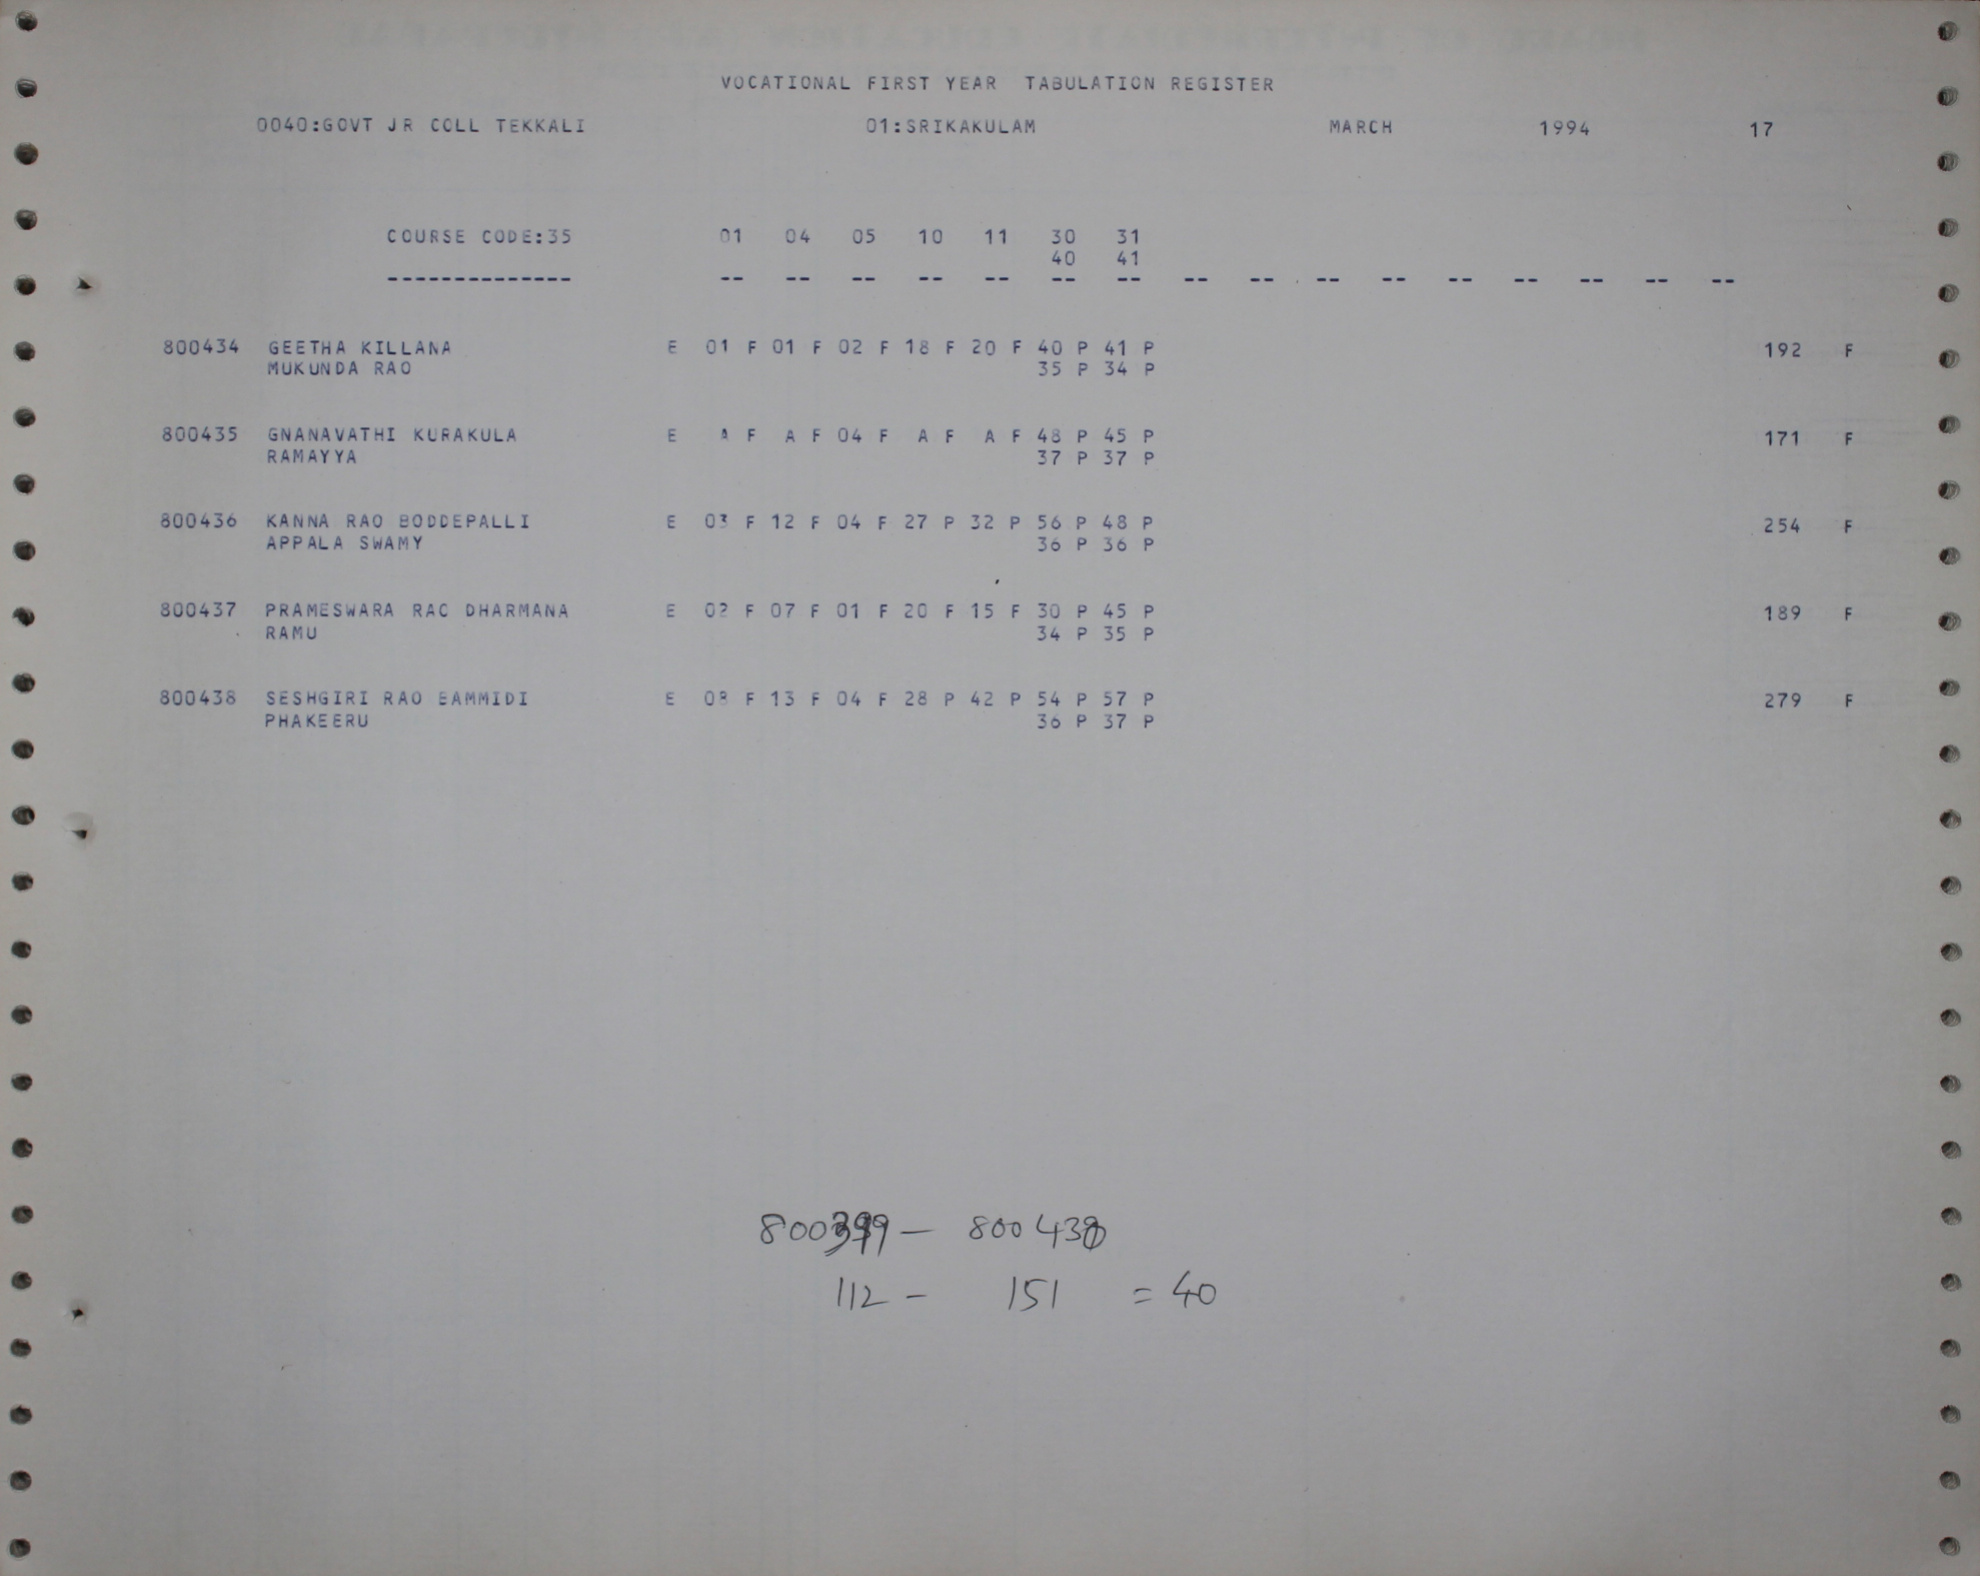 VOCATIONAL FIRST YEAR TABULATION REGISTER
0040:GOVT JR COLL TEKKALI 01:SRIKAKULAM MARCH 1994 17
COURSE CODE:35 01 04 05 10 11 30 31
40 41
-------------- -- -- -- -- -- -- -- -- -- -- -- -- -- -- -- --
800434 GEETHA KILLANA E 01 F 01 F 02 F 18 F 20 F 40 P 41 P 192 F
MUKUNDA RAO 35 P 34 P
800435 GNANAVATHI KURAKULA E A F A F 04 F A F A F 48 P 45 P 171 F
RAMAYYA 37 P 37 P
800436 KANNA RAO BODDEPALLI E 03 F 12 F 04 F 27 P 32 P 56 P 48 P 254 F
APPALA SWAMY 36 P 36 P
800437 PRAMESWARA RAO DHARMANA E 02 F 07 F 01 F 20 F 15 F 30 P 45 P 189 F
RAMU 34 P 35 P
800438 SESHGIRI RAO BAMMIDI E 08 F 13 F 04 F 28 P 42 P 54 P 57 P 279 F
PHAKEERU 36 P 37 P
800399 – 800438
112 – 151 = 40